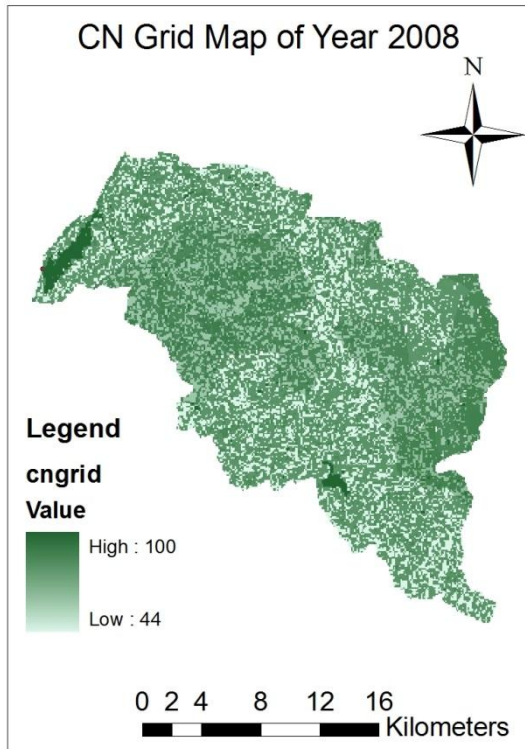 CN Grid Map of Year 2008
N
Legend
cngrid
Value
High : 100
Low : 44
0 2 4 8 12 16
Kilometers